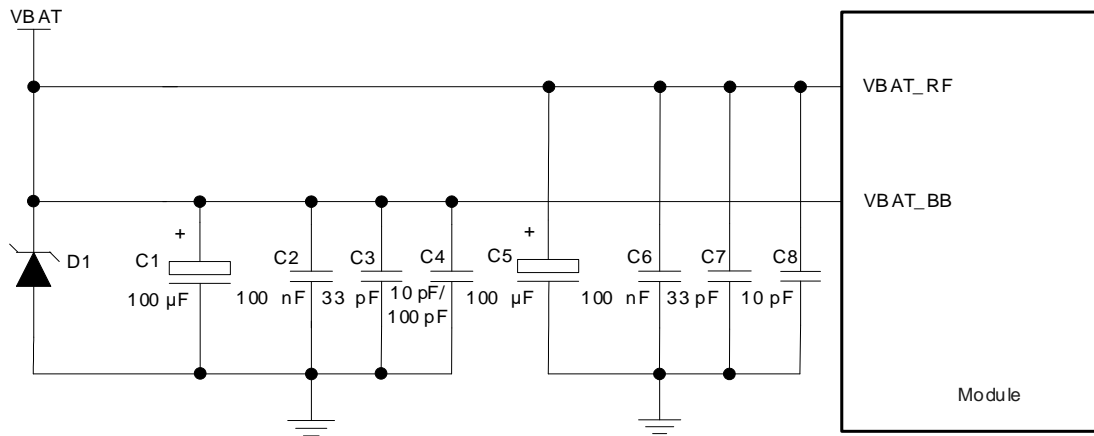 VBAT
VBAT_RF
VBAT_BB
+
+
D1
C1
C2
C3
C4
C5
C6
C7
C8
100 µF
100 nF
33 pF
10 pF/
100 pF
100 µF
100 nF
33 pF
10 pF
Module